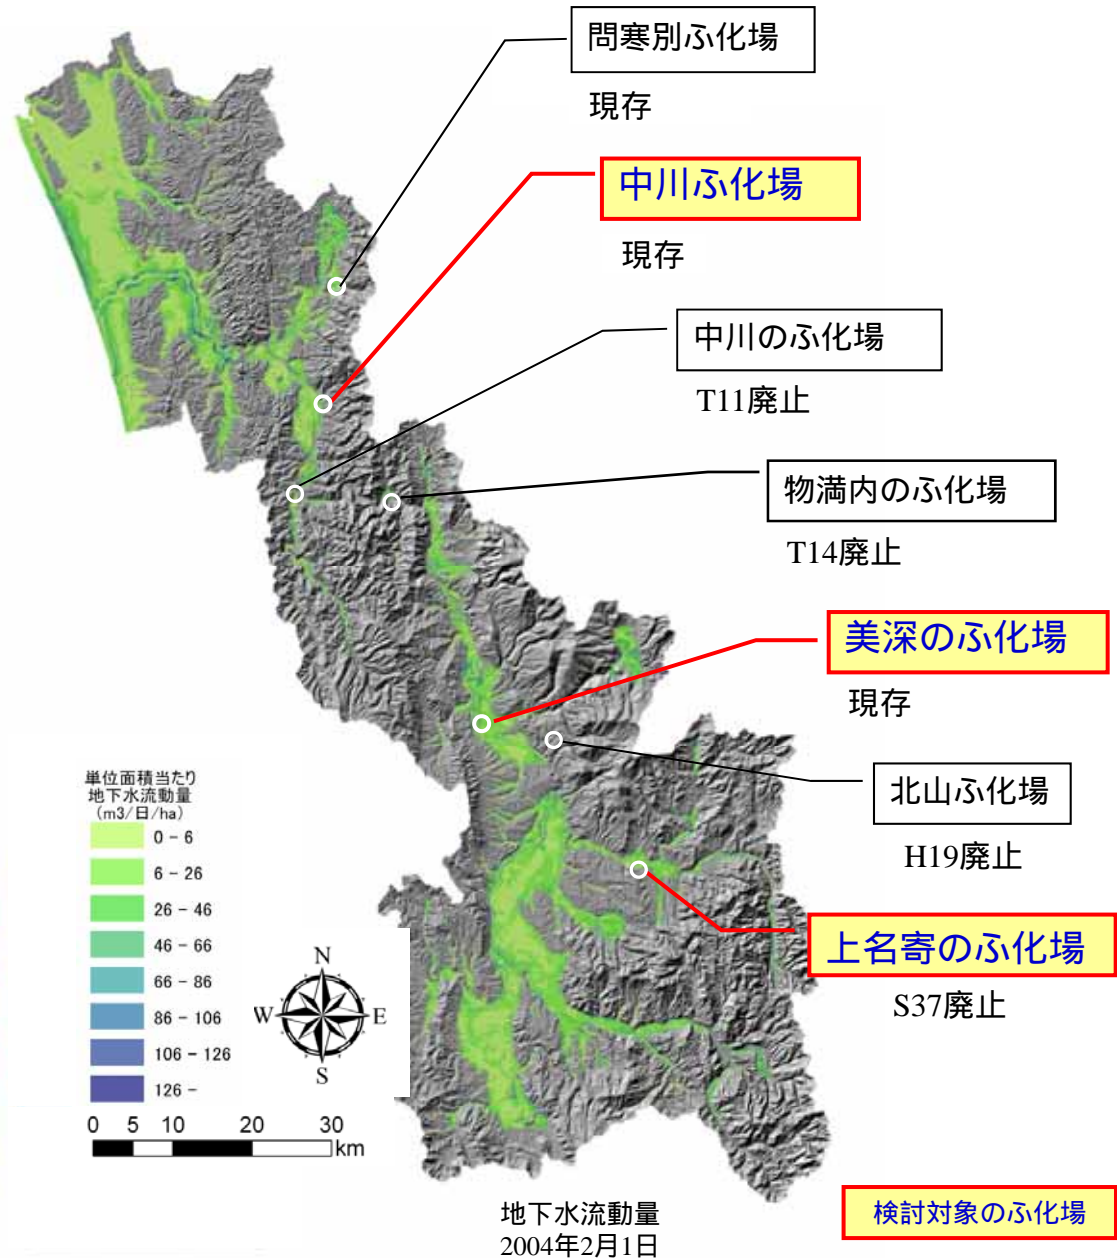 問寒別ふ化場
現存
中川ふ化場
現存
中川のふ化場
T11廃止
物満内のふ化場
T14廃止
美深のふ化場
現存
北山ふ化場
H19廃止
上名寄のふ化場
S37廃止
単位面積当たり
地下水流動量
(m3/日/ha)
0 - 6
6 - 26
26 - 46
46 - 66
66 - 86
86 - 106
106 - 126
126 -
N
W E
S
0 5 10 20 30
km
地下水流動量
2004年2月1日
検討対象のふ化場